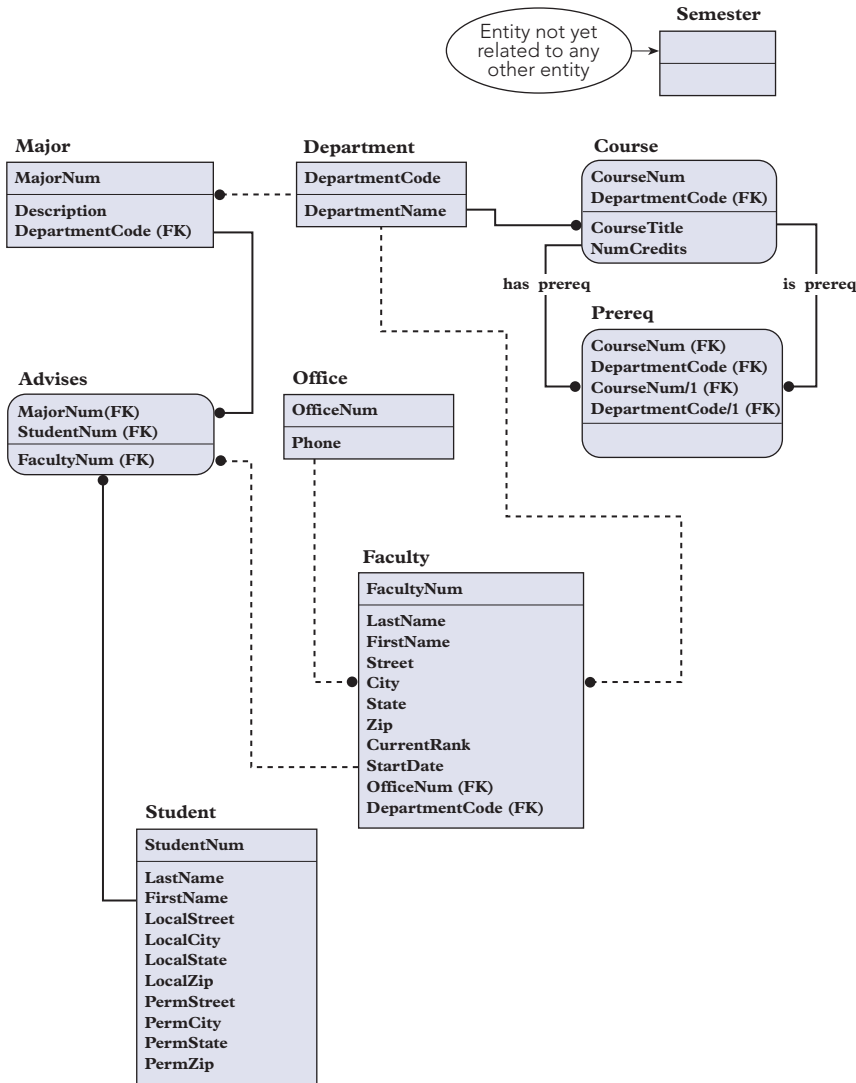 Entity not yet
related to any
other entity
Semester
Major
MajorNum
Description
DepartmentCode (FK)
Department
DepartmentCode
DepartmentName
Course
CourseNum
DepartmentCode (FK)
CourseTitle
NumCredits
has prereq
is prereq
Prereq
CourseNum (FK)
DepartmentCode (FK)
CourseNum/1 (FK)
DepartmentCode/1 (FK)
Advises
MajorNum(FK)
StudentNum (FK)
FacultyNum (FK)
Office
OfficeNum
Phone
Faculty
FacultyNum
LastName
FirstName
Street
City
State
Zip
CurrentRank
StartDate
OfficeNum (FK)
DepartmentCode (FK)
Student
StudentNum
LastName
FirstName
LocalStreet
LocalCity
LocalState
LocalZip
PermStreet
PermCity
PermState
PermZip